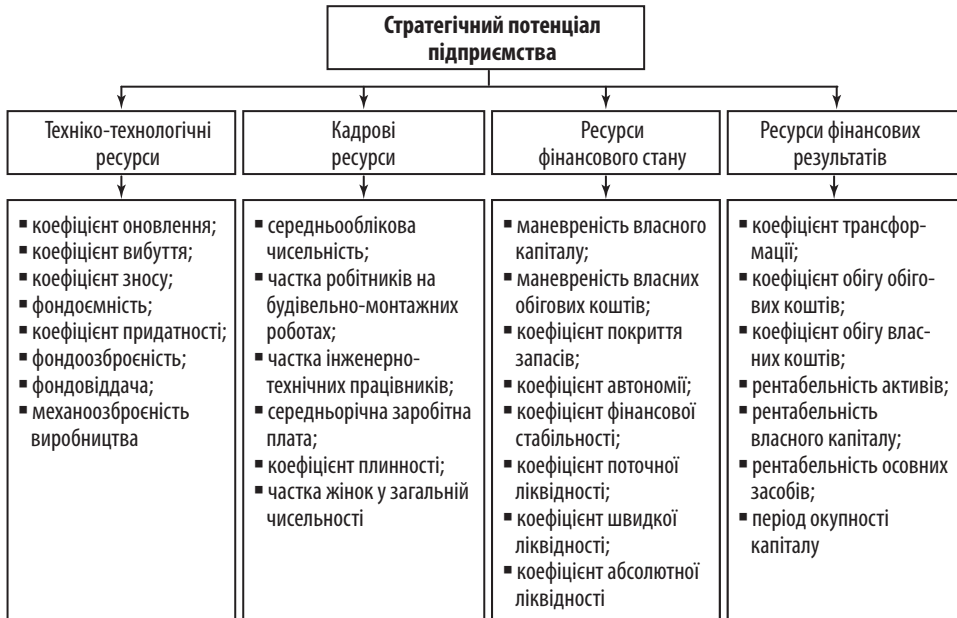 Стратегічний потенціал
підприємства
Техніко-технологічні
ресурси
Кадрові
ресурси
Ресурси
фінансового стану
Ресурси фінансових
результатів
▪ коефіцієнт оновлення;
▪ коефіцієнт вибуття;
▪ коефіцієнт зносу;
▪ фондоємність;
▪ коефіцієнт придатності;
▪ фондоозброєність;
▪ фондовіддача;
▪ механоозброєність
виробництва
▪ середньооблікова
чисельність;
▪ частка робітників на
будівельно-монтажних
роботах;
▪ частка інженерно-
технічних працівників;
▪ середньорічна заробітна
плата;
▪ коефіцієнт плинності;
▪ частка жінок у загальній
чисельності
▪ маневреність власного
капіталу;
▪ маневреність власних
обігових коштів;
▪ коефіцієнт покриття
запасів;
▪ коефіцієнт автономії;
▪ коефіцієнт фінансової
стабільності;
▪ коефіцієнт поточної
ліквідності;
▪ коефіцієнт швидкої
ліквідності;
▪ коефіцієнт абсолютної
ліквідності
▪ коефіцієнт трансфор-
мації;
▪ коефіцієнт обігу обіго-
вих коштів;
▪ коефіцієнт обігу влас-
них коштів;
▪ рентабельність активів;
▪ рентабельність
власного капіталу;
▪ рентабельність осовних
засобів;
▪ період окупності
капіталу